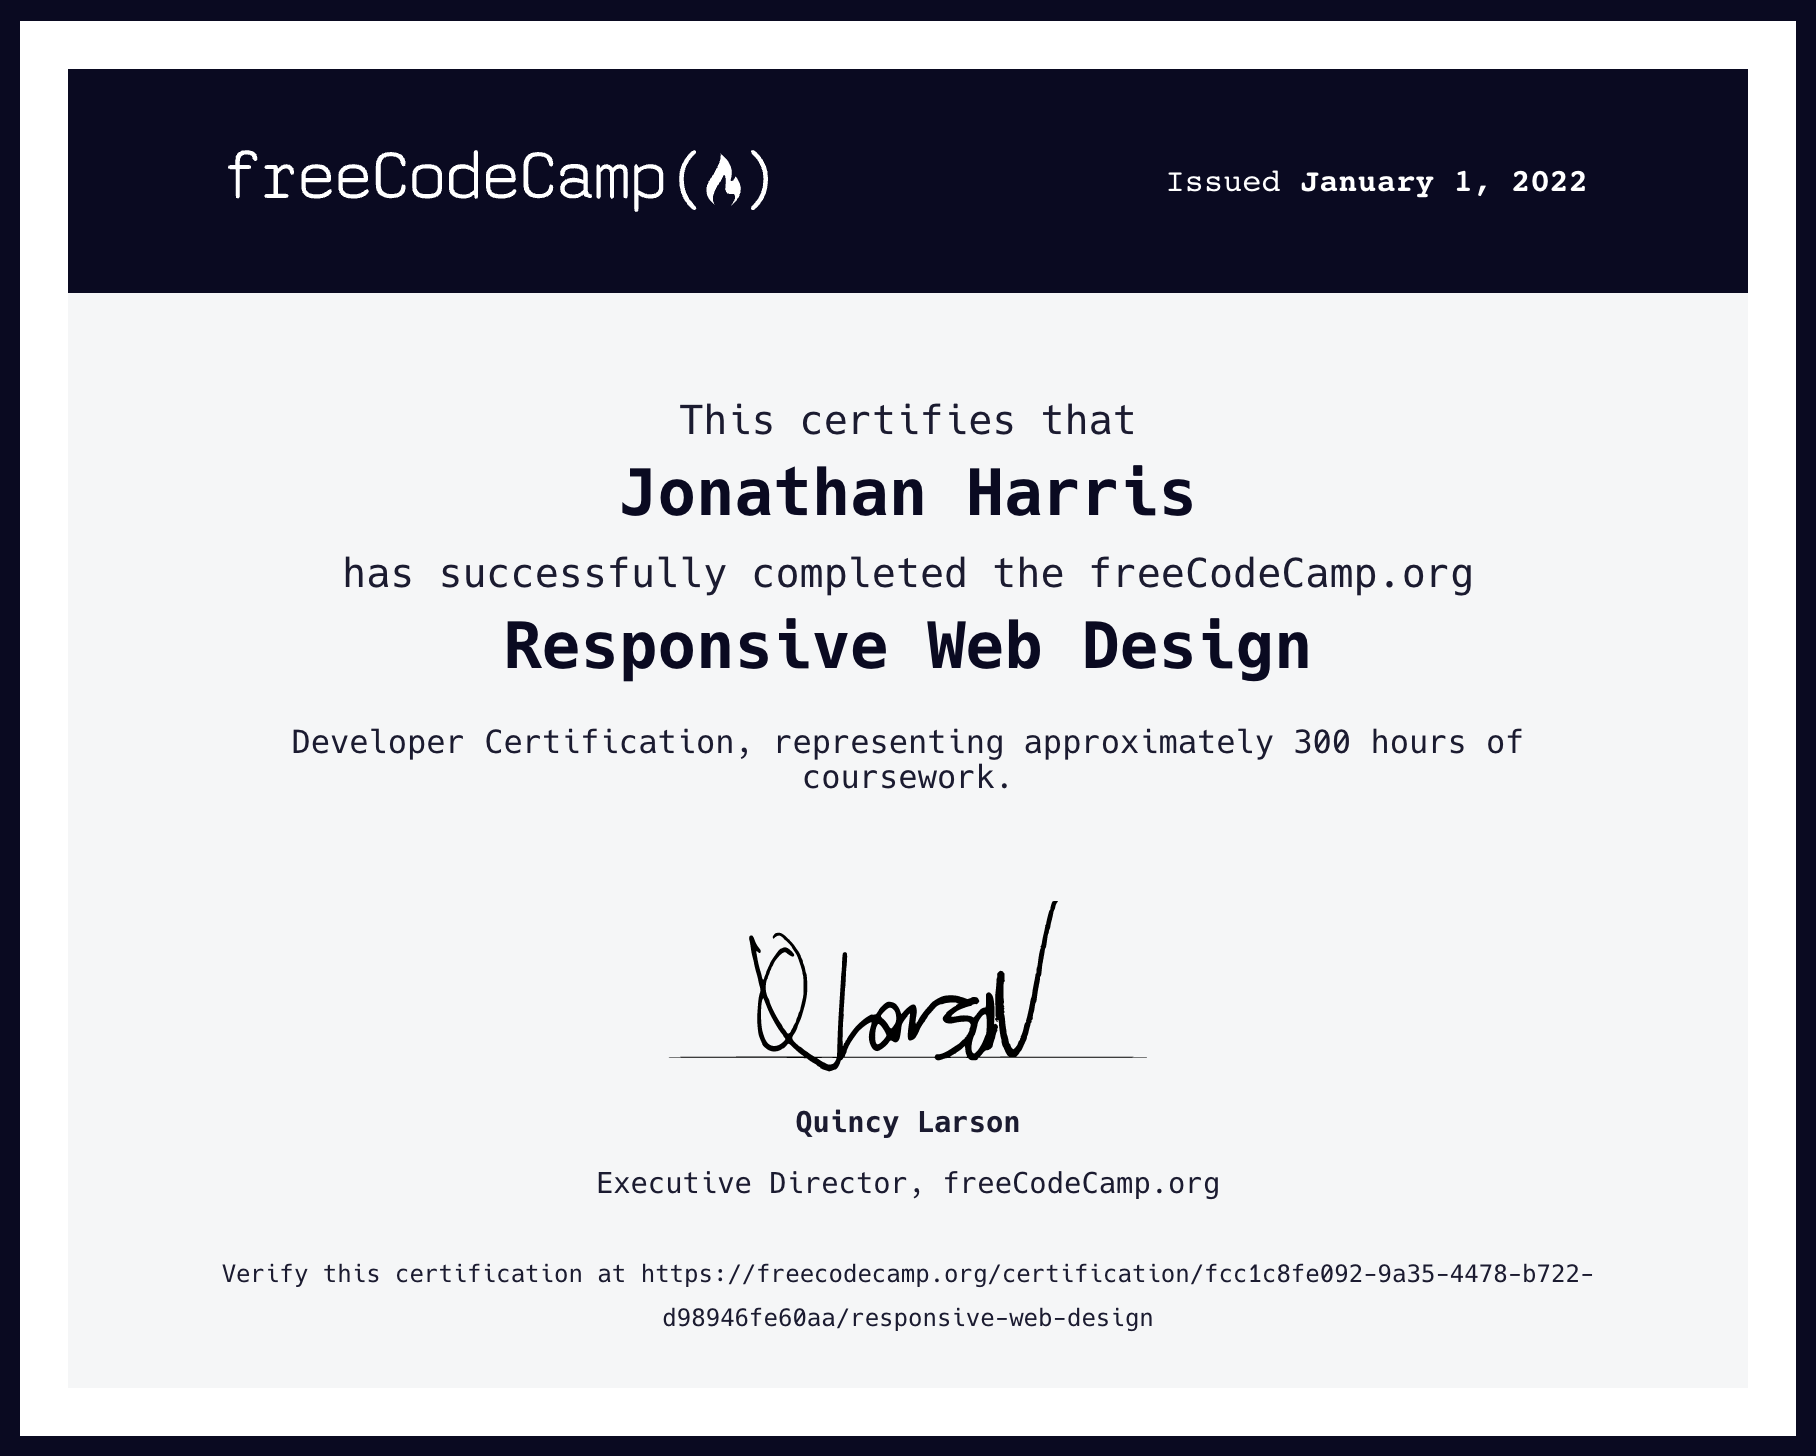 freeCodeCamp(🔥)
Issued January 1, 2022
This certifies that
Jonathan Harris
has successfully completed the freeCodeCamp.org
Responsive Web Design
Developer Certification, representing approximately 300 hours of
coursework.
Q Larson
Quincy Larson
Executive Director, freeCodeCamp.org
Verify this certification at https://freecodecamp.org/certification/fcc1c8fe092-9a35-4478-b722-
d98946fe60aa/responsive-web-design